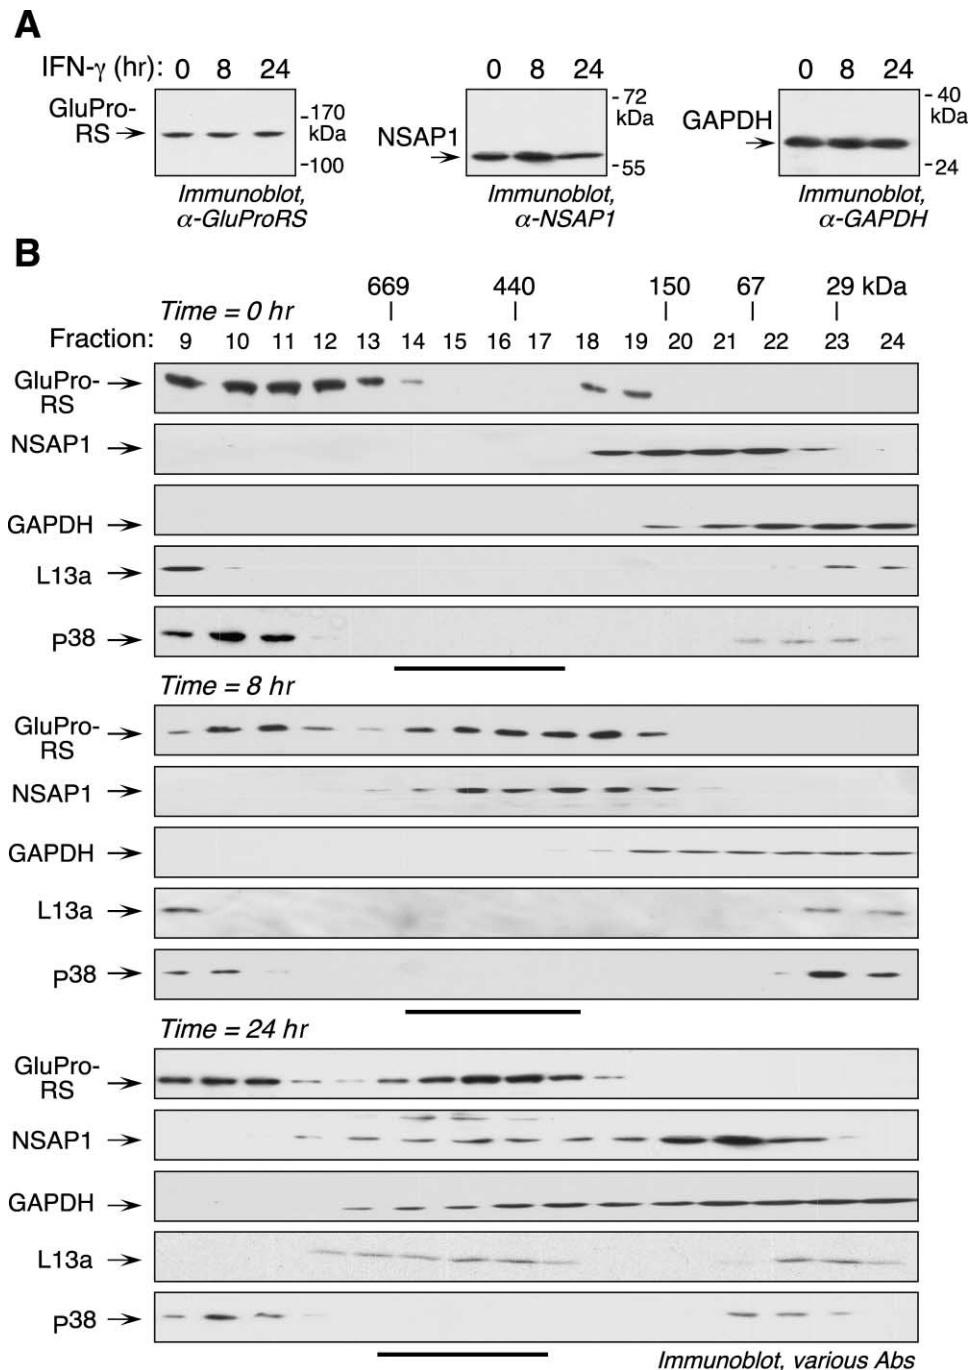 A
IFN-γ (hr): 0 8 24
GluPro-
RS
-170
kDa
-100
Immunoblot,
α-GluProRS
0 8 24
NSAP1
-72
kDa
-55
Immunoblot,
α-NSAP1
0 8 24
GAPDH
-40
kDa
-24
Immunoblot,
α-GAPDH
B
669 440 150 67 29 kDa
Time = 0 hr
Fraction: 9 10 11 12 13 14 15 16 17 18 19 20 21 22 23 24
GluPro-
RS
NSAP1
GAPDH
L13a
p38
Time = 8 hr
GluPro-
RS
NSAP1
GAPDH
L13a
p38
Time = 24 hr
GluPro-
RS
NSAP1
GAPDH
L13a
p38
Immunoblot, various Abs